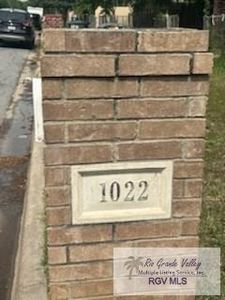 1022
Rio Grande Valley
Multiple Listing Service, Inc.
RGV MLS